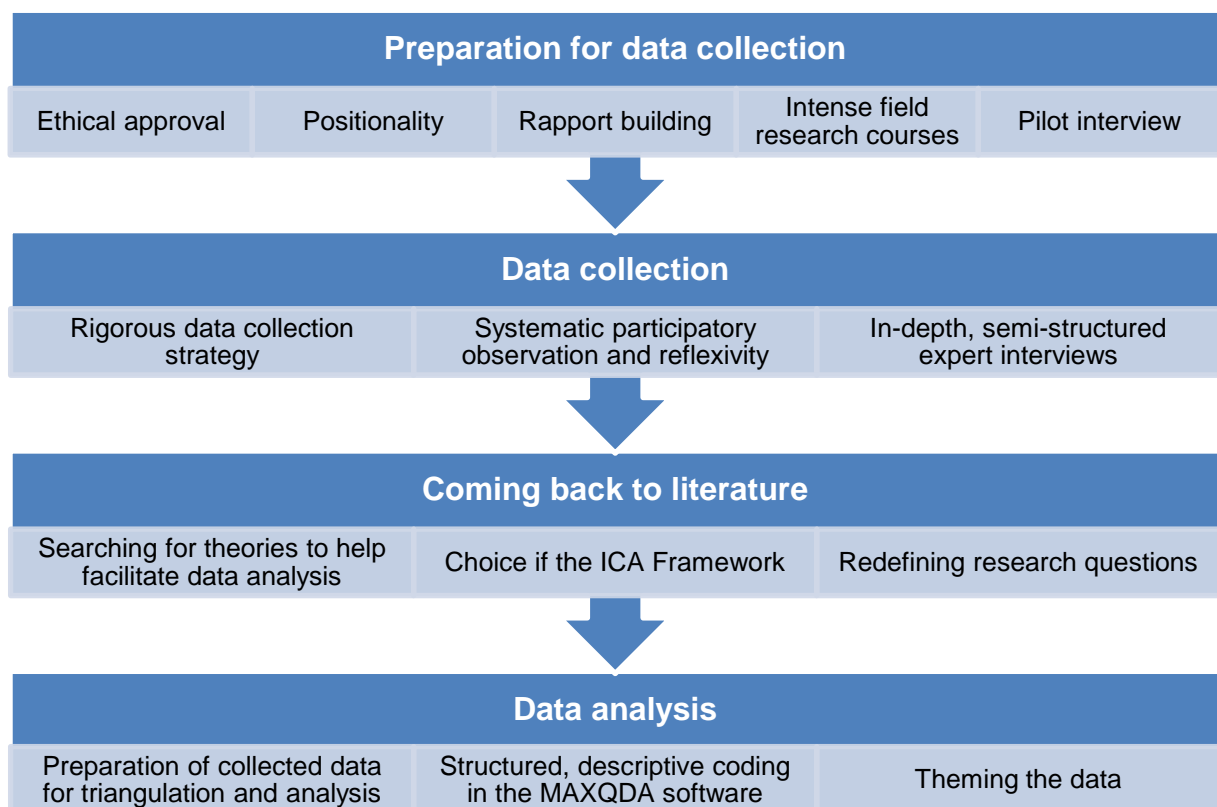 Preparation for data collection
Ethical approval
Positionality
Rapport building
Intense field
research courses
Pilot interview
Data collection
Rigorous data collection
strategy
Systematic participatory
observation and reflexivity
In-depth, semi-structured
expert interviews
Coming back to literature
Searching for theories to help
facilitate data analysis
Choice if the ICA Framework
Redefining research questions
Data analysis
Preparation of collected data
for triangulation and analysis
Structured, descriptive coding
in the MAXQDA software
Theming the data